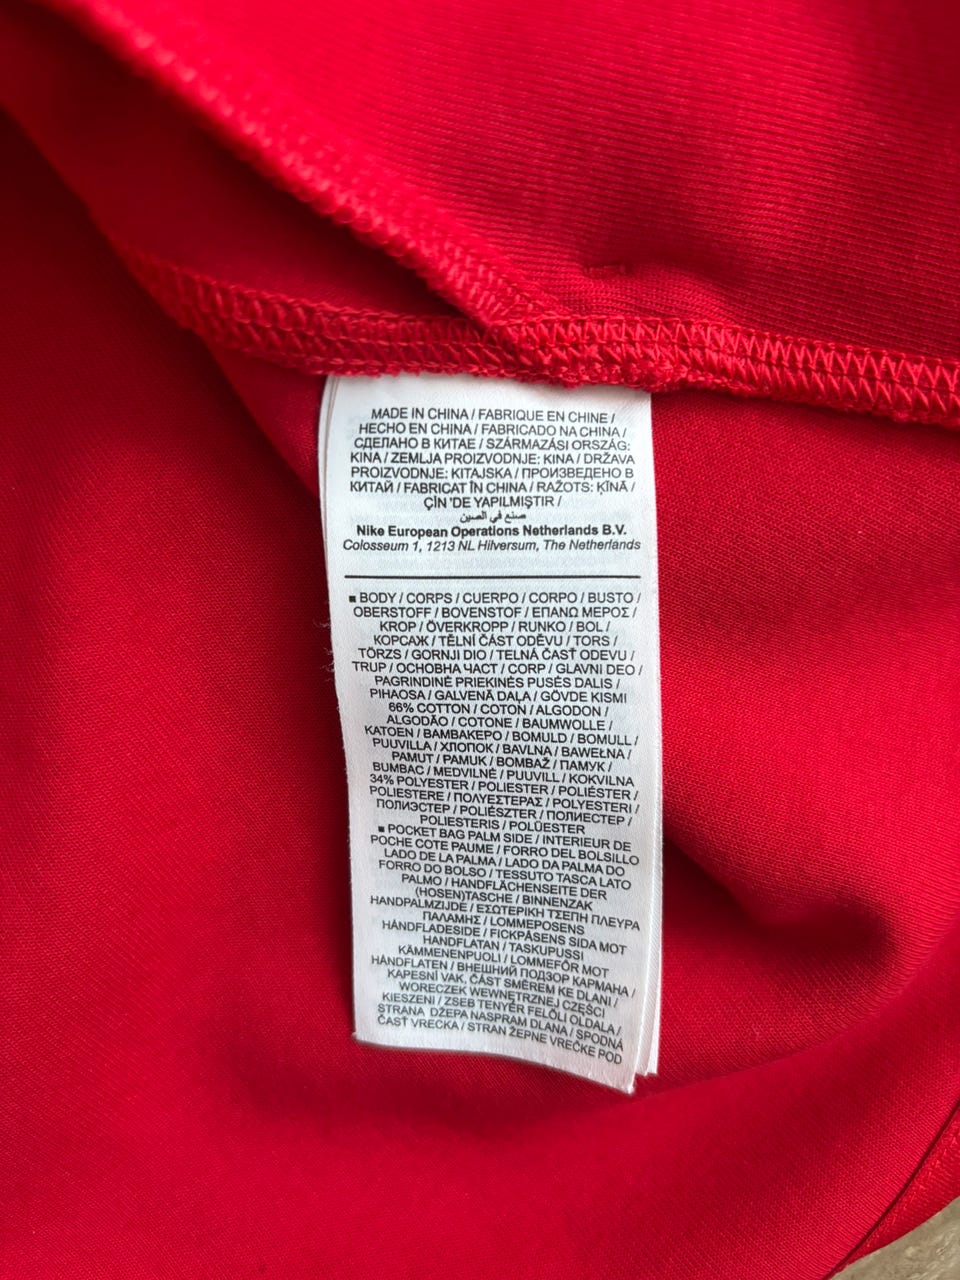 MADE IN CHINA / FABRIQUE EN CHINE /
HECHO EN CHINA / FABRICADO NA CHINA /
СДЕЛАНО В КИТАЕ / SZÁRMAZÁSI ORSZÁG:
KINA / ZEMLJA PROIZVODNJE: KINA / DRŽAVA
PROIZVODNJE: KITAJSKA / ПРОИЗВЕДЕНО В
КИТАЙ / FABRICAT ÎN CHINA / RAŽOTS: ĶĪNĀ /
ÇİN 'DE YAPILMIŞTIR /
صنع في الصين
Nike European Operations Netherlands B.V.
Colosseum 1, 1213 NL Hilversum, The Netherlands
■ BODY / CORPS / CUERPO / CORPO / BUSTO /
OBERSTOFF / BOVENSTOF / ΕΠΑΝΩ ΜΕΡΟΣ /
KROP / ÖVERKROPP / RUNKO / BOL /
КОРСАЖ / TĚLNÍ ČÁST ODĚVU / TORS /
TÖRZS / GORNJI DIO / TELNÁ ČASŤ ODEVU /
TRUP / ОСНОВНА ЧАСТ / CORP / GLAVNI DEO /
PAGRINDINĖ PRIEKINĖS PUSĖS DALIS /
PIHAOSA / GALVENĀ DAĻA / GÖVDE KISMI
66% COTTON / COTON / ALGODON /
ALGODÃO / COTONE / BAUMWOLLE /
KATOEN / ΒΑΜΒΑΚΕΡΟ / BOMULD / BOMULL /
PUUVILLA / ХЛОПОК / BAVLNA / BAWEŁNA /
PAMUT / PAMUK / BOMBAŽ / ПАМУК /
BUMBAC / MEDVILNĖ / PUUVILL / KOKVILNA
34% POLYESTER / POLIESTER / POLIÉSTER /
POLIESTERE / ΠΟΛΥΕΣΤΕΡΑΣ / POLYESTERI /
ПОЛИЭСТЕР / POLIÉSZTER / ПОЛИЕСТЕР /
POLIESTERIS / POLÜESTER
■ POCKET BAG PALM SIDE / INTERIEUR DE
POCHE COTE PAUME / FORRO DEL BOLSILLO
LADO DE LA PALMA / LADO DA PALMA DO
FORRO DO BOLSO / TESSUTO TASCA LATO
PALMO / HANDFLÄCHENSEITE DER
(HOSEN)TASCHE / BINNENZAK
HANDPALMZIJDE / ΕΣΩΤΕΡΙΚΗ ΤΣΕΠΗ ΠΛΕΥΡΑ
ΠΑΛΑΜΗΣ / LOMMEPOSENS
HÅNDFLADESIDE / FICKPÅSENS SIDA MOT
HANDFLATAN / TASKUPUSSI
KÄMMENENPUOLI / LOMMEFÔR MOT
HÅNDFLATEN / ВНЕШНИЙ ПОДЗОР КАРМАНА /
KAPESNÍ VAK, ČÁST SMĚREM KE DLANI /
WORECZEK WEWNĘTRZNEJ CZĘŚCI
KIESZENI / ZSEB TENYÉR FELŐLI OLDALA /
STRANA DŽEPA NASPRAM DLANA / SPODNÁ
ČASŤ VRECKA / STRAN ŽEPNE VREČKE POD